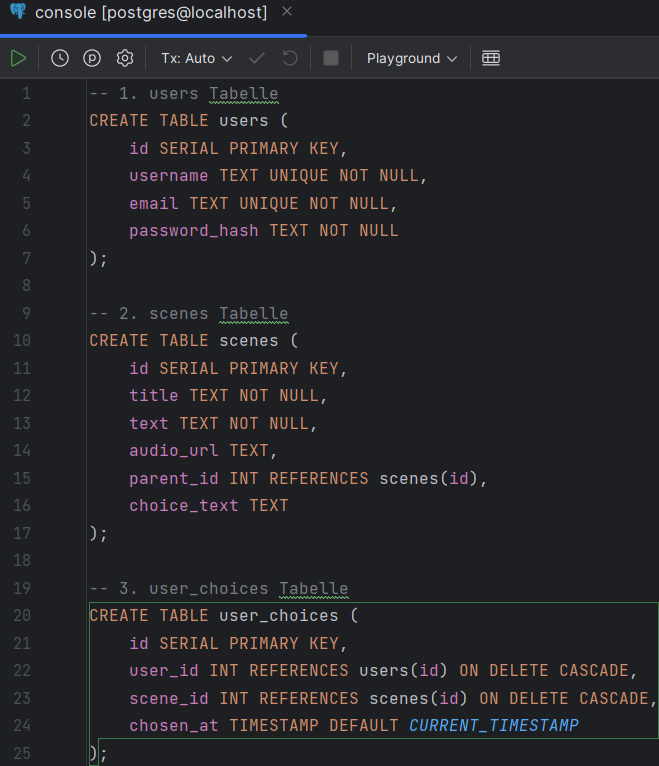 console [postgres@localhost]
Tx: Auto Playground
1 -- 1. users Tabelle
2 CREATE TABLE users (
3     id SERIAL PRIMARY KEY,
4     username TEXT UNIQUE NOT NULL,
5     email TEXT UNIQUE NOT NULL,
6     password_hash TEXT NOT NULL
7 );
8
9 -- 2. scenes Tabelle
10 CREATE TABLE scenes (
11     id SERIAL PRIMARY KEY,
12     title TEXT NOT NULL,
13     text TEXT NOT NULL,
14     audio_url TEXT,
15     parent_id INT REFERENCES scenes(id),
16     choice_text TEXT
17 );
18
19 -- 3. user_choices Tabelle
20 CREATE TABLE user_choices (
21     id SERIAL PRIMARY KEY,
22     user_id INT REFERENCES users(id) ON DELETE CASCADE,
23     scene_id INT REFERENCES scenes(id) ON DELETE CASCADE,
24     chosen_at TIMESTAMP DEFAULT CURRENT_TIMESTAMP
25 );